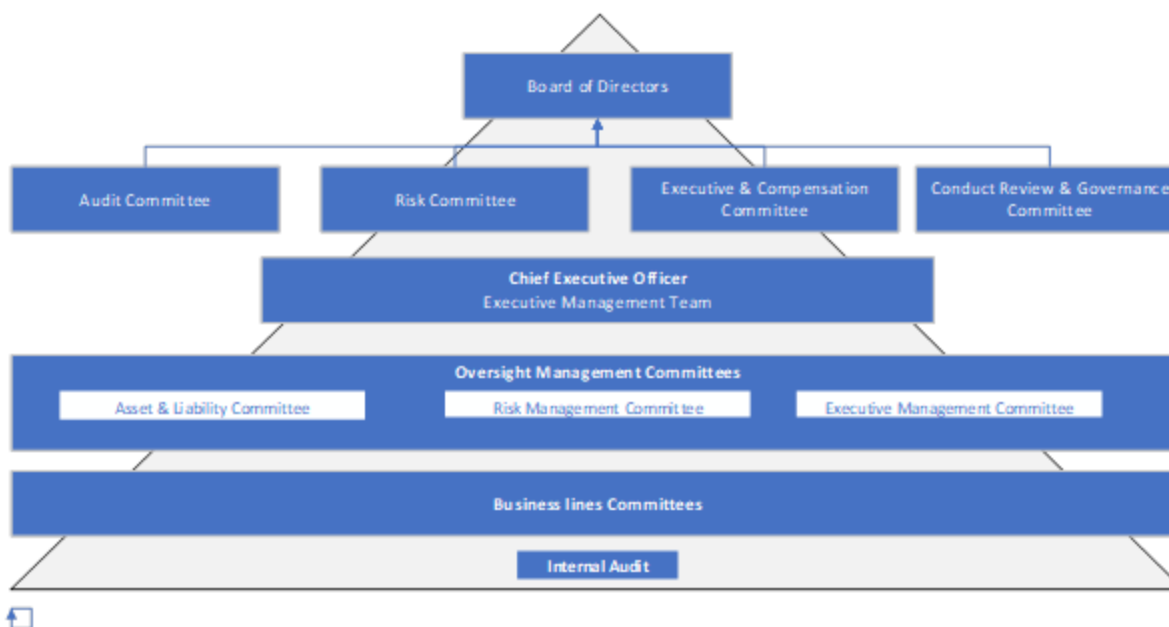 Board of Directors
Audit Committee
Risk Committee
Executive & Compensation
Committee
Conduct Review & Governance
Committee
Chief Executive Officer
Executive Management Team
Oversight Management Committees
Asset & Liability Committee
Risk Management Committee
Executive Management Committee
Business lines Committees
Internal Audit